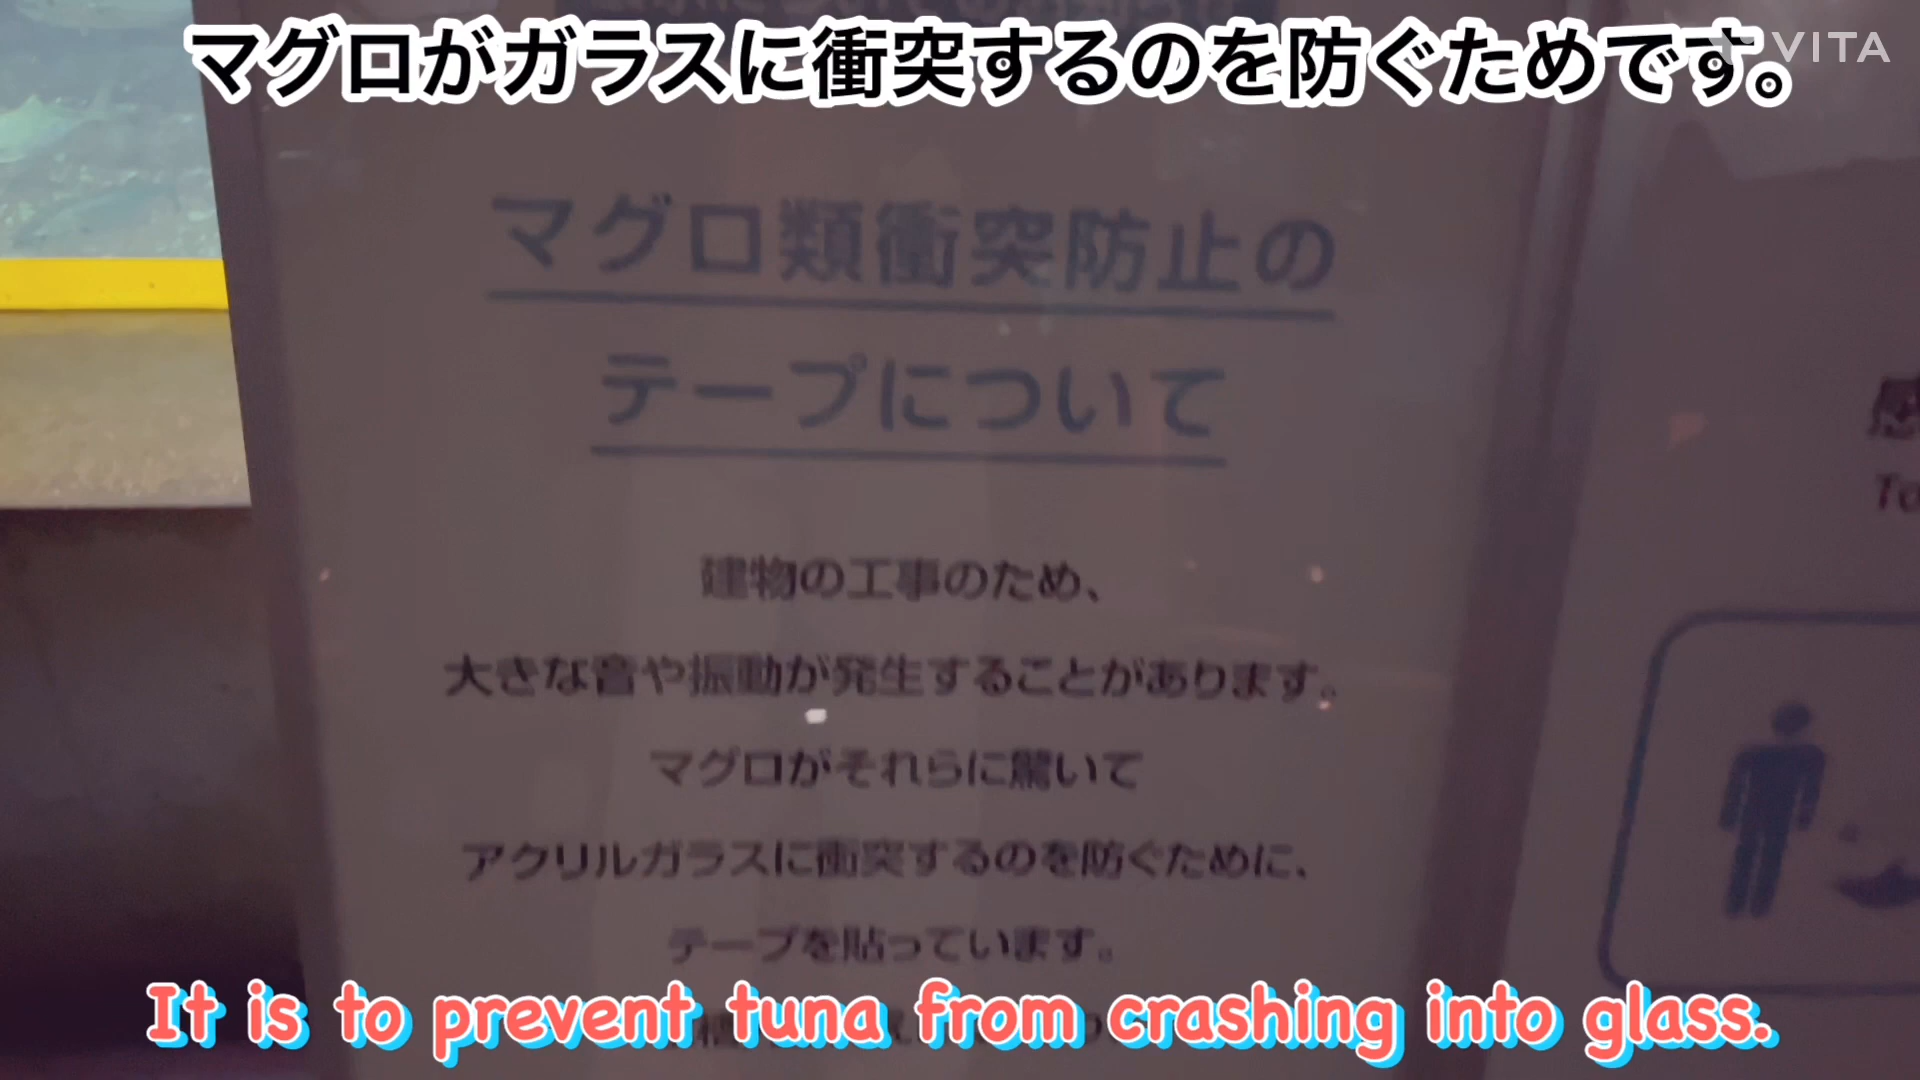 マグロがガラスに衝突するのを防ぐためです。
VITA
マグロ類衝突防止の
テープについて
建物の工事のため、
大きな音や振動が発生することがあります。
マグロがそれらに驚いて
アクリルガラスに衝突するのを防ぐために、
テープを貼っています。
It is to prevent tuna from crashing into glass.